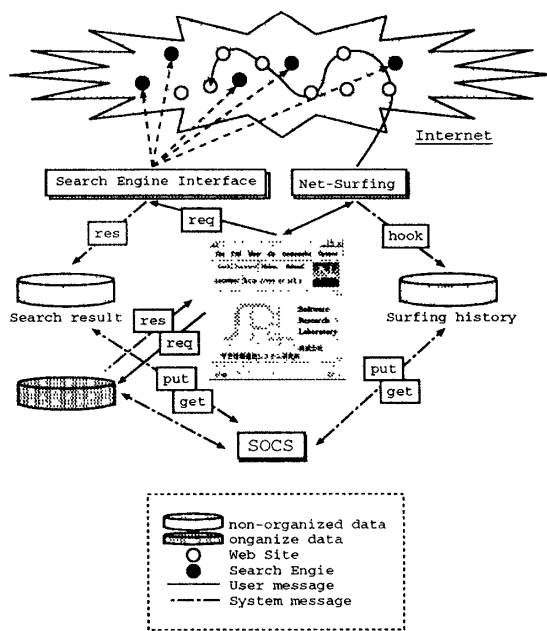 Internet
Search Engine Interface
Net-Surfing
req
res
hook
Search result
Surfing history
res
req
Software
Research
Laboratory
put
get
put
get
SOCS
non-organized data
onganize data
Web Site
Search Engie
User message
System message